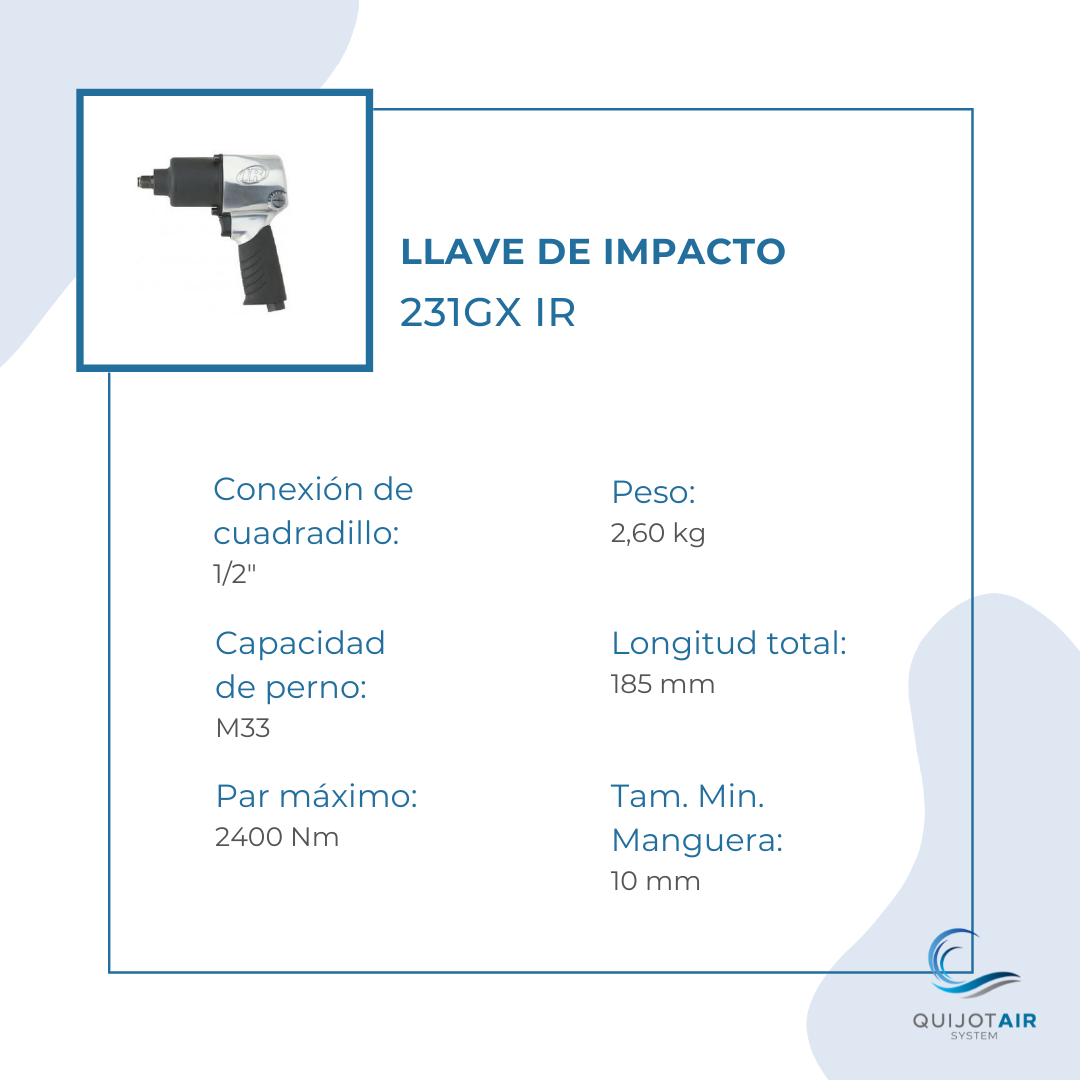 IR
LLAVE DE IMPACTO
231GX IR
Conexión de
cuadradillo:
1/2"
Peso:
2,60 kg
Capacidad
de perno:
M33
Longitud total:
185 mm
Par máximo:
2400 Nm
Tam. Min.
Manguera:
10 mm
QUIJOTAIR
SYSTEM